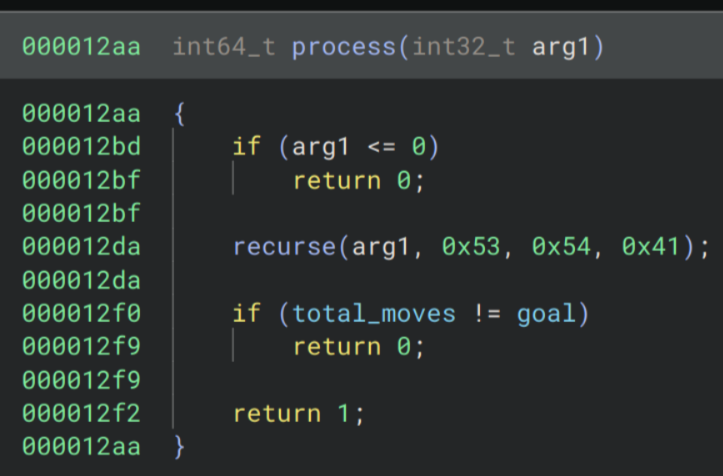 000012aa int64_t process(int32_t arg1)
000012aa {
000012bd if (arg1 <= 0)
000012bf return 0;
000012bf
000012da recurse(arg1, 0x53, 0x54, 0x41);
000012da
000012f0 if (total_moves != goal)
000012f9 return 0;
000012f9
000012f2 return 1;
000012aa }